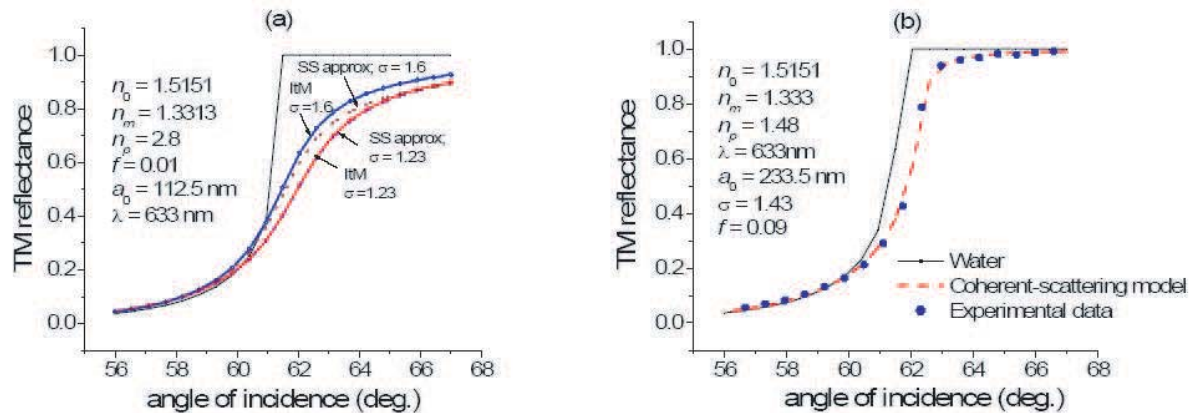 (a)
TM reflectance
1.0
0.8
0.6
0.4
0.2
0.0
n0 = 1.5151
nm = 1.3313
np = 2.8
f = 0.01
a0 = 112.5 nm
λ = 633 nm
SS approx; σ = 1.6
ItM
σ = 1.6
SS approx;
σ = 1.23
ItM
σ = 1.23
56 58 60 62 64 66 68
angle of incidence (deg.)
(b)
TM reflectance
1.0
0.8
0.6
0.4
0.2
0.0
n0 = 1.5151
nm = 1.333
np = 1.48
λ = 633nm
a0 = 233.5 nm
σ = 1.43
f = 0.09
Water
Coherent-scattering model
Experimental data
56 58 60 62 64 66 68
angle of incidence (deg.)